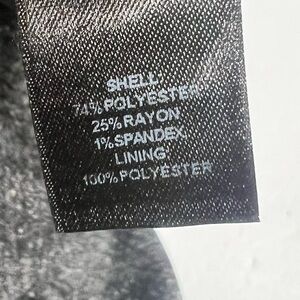 SHELL:
74% POLYESTER
25% RAYON
1% SPANDEX
LINING:
100% POLYESTER